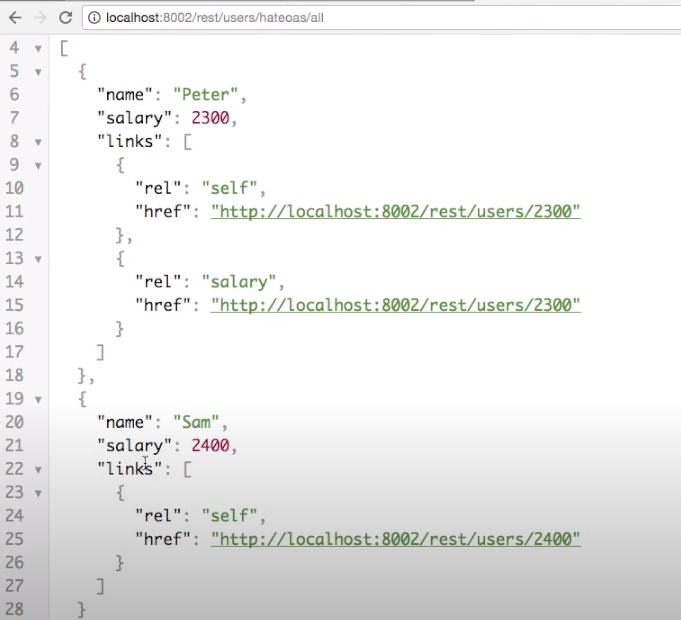 localhost:8002/rest/users/hateoas/all
4 [
5 {
6 "name": "Peter",
7 "salary": 2300,
8 "links": [
9 {
10 "rel": "self",
11 "href": "http://localhost:8002/rest/users/2300"
12 },
13 {
14 "rel": "salary",
15 "href": "http://localhost:8002/rest/users/2300"
16 }
17 ]
18 },
19 {
20 "name": "Sam",
21 "salary": 2400,
22 "links": [
23 {
24 "rel": "self",
25 "href": "http://localhost:8002/rest/users/2400"
26 }
27 ]
28 }